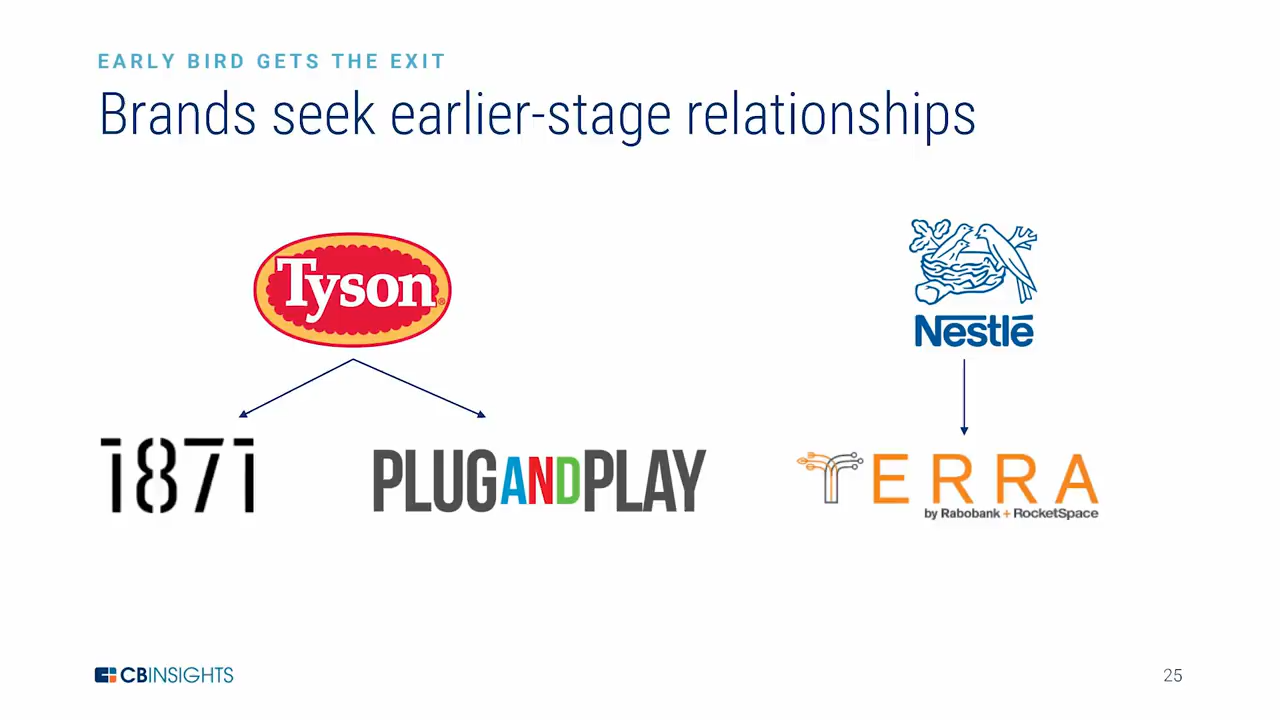 EARLY BIRD GETS THE EXIT
Brands seek earlier-stage relationships
Tyson®
Nestlé
1871
PLUGANDPLAY
TERRA
by Rabobank + RocketSpace
CBINSIGHTS
25